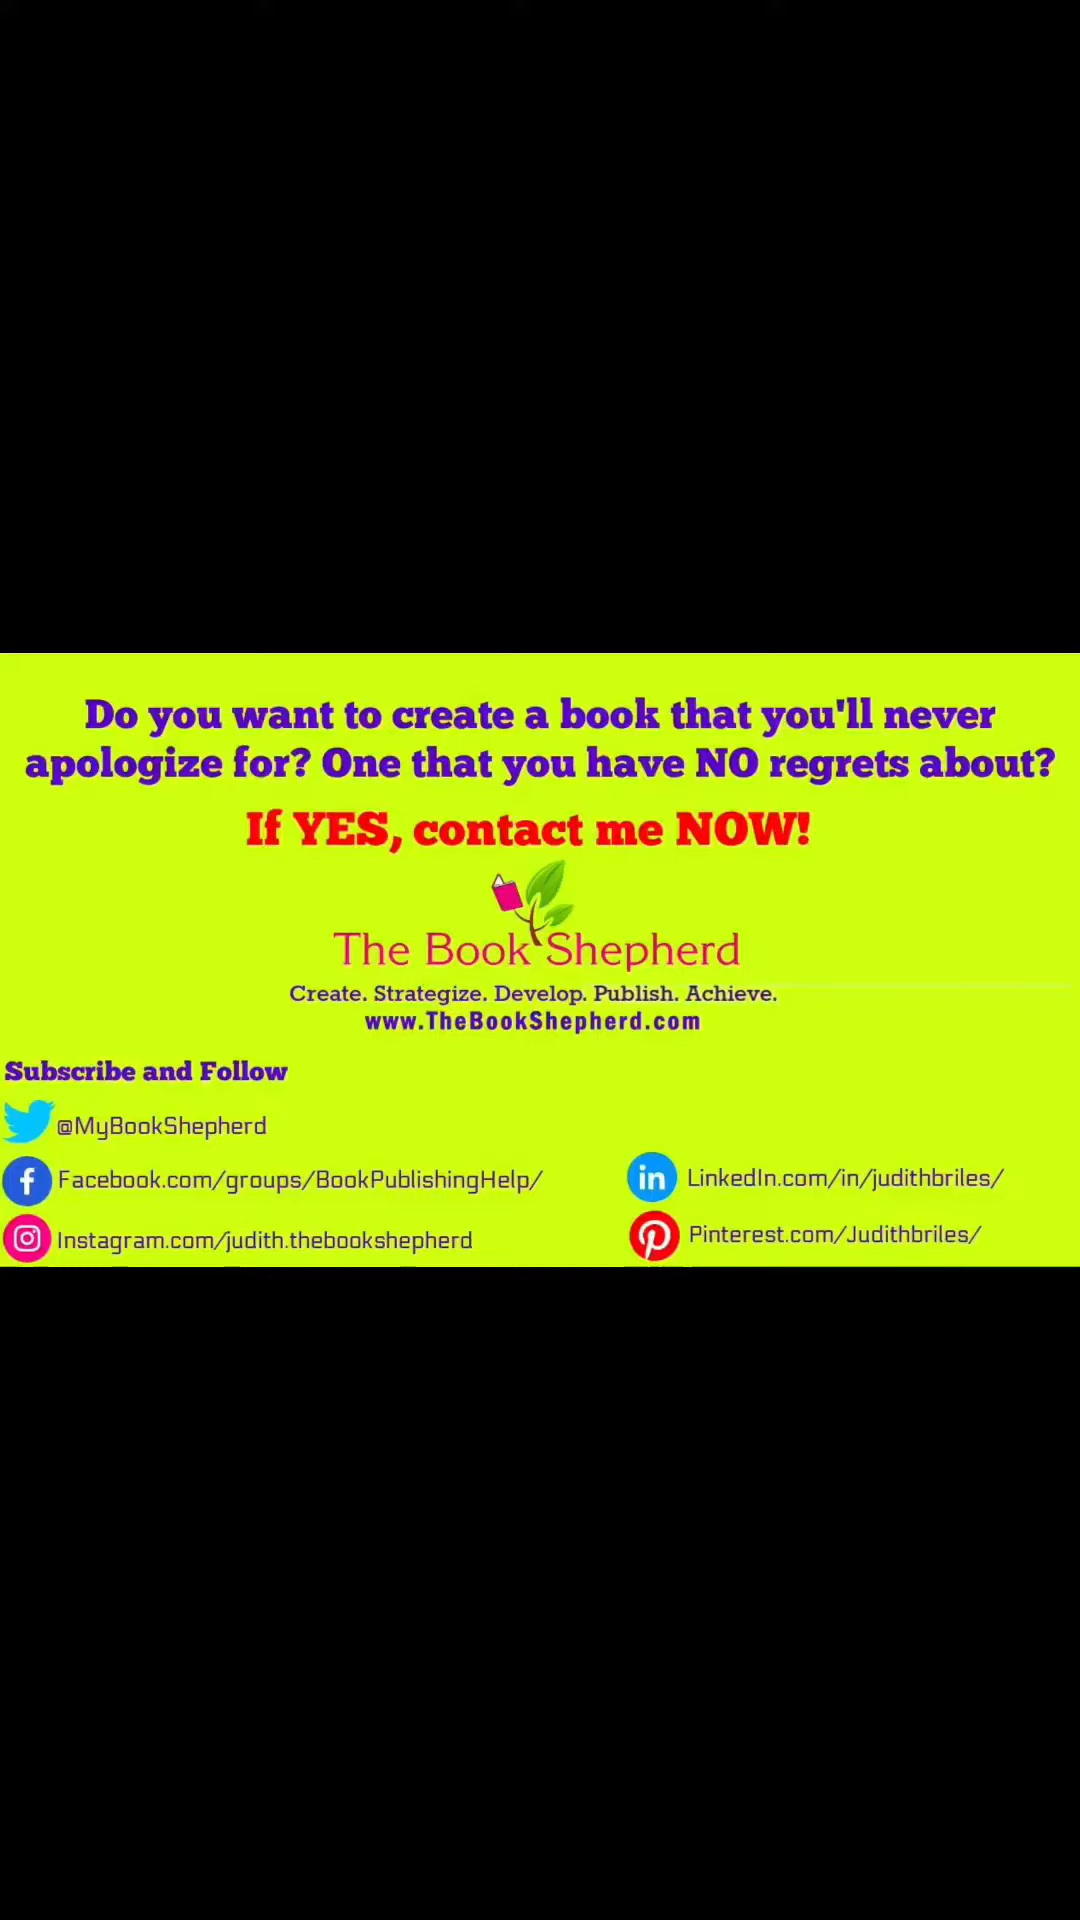 Do you want to create a book that you'll never
apologize for? One that you have NO regrets about?
If YES, contact me NOW!
The Book Shepherd
Create. Strategize. Develop. Publish. Achieve.
www.TheBookShepherd.com
Subscribe and Follow
@MyBookShepherd
Facebook.com/groups/BookPublishingHelp/
Instagram.com/judith.thebookshepherd
LinkedIn.com/in/judithbriles/
Pinterest.com/Judithbriles/